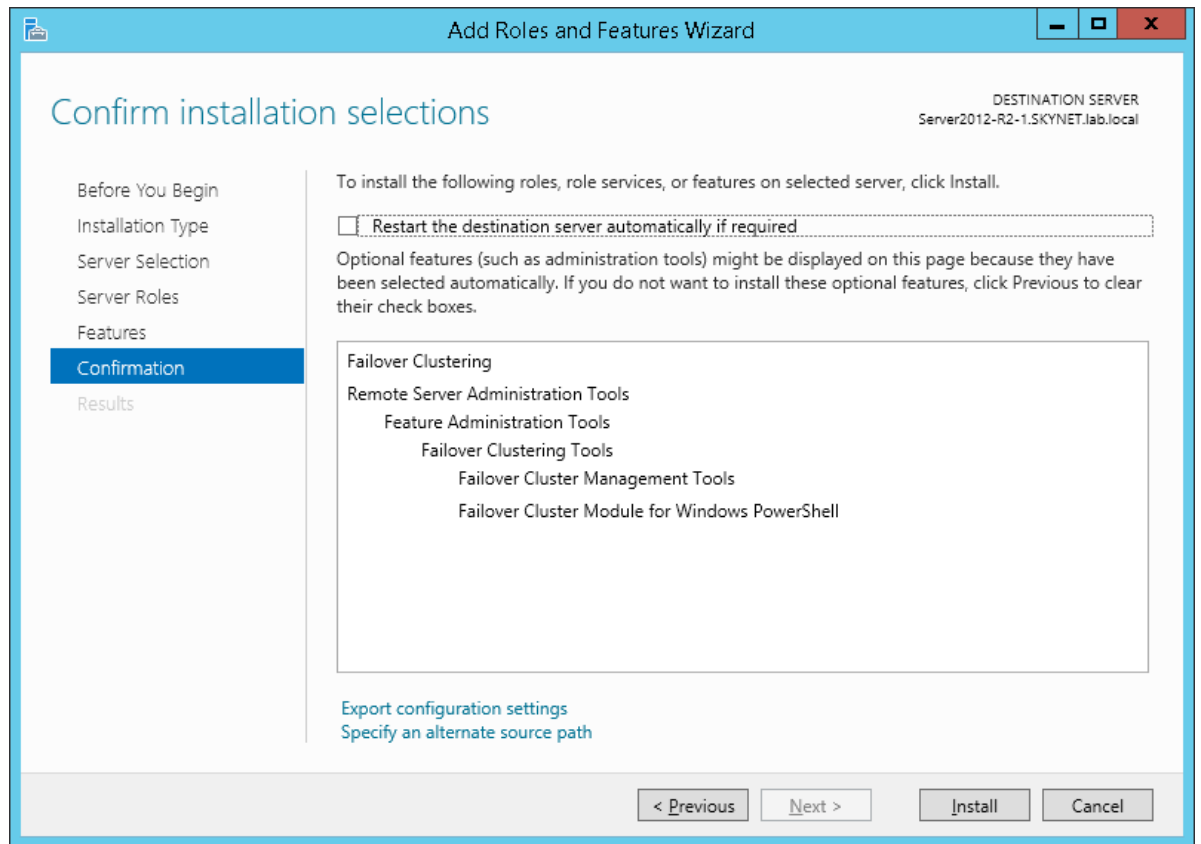 Add Roles and Features Wizard
x
Confirm installation selections
DESTINATION SERVER
Server2012-R2-1.SKYNET.lab.local
Before You Begin
Installation Type
Server Selection
Server Roles
Features
Confirmation
Results
To install the following roles, role services, or features on selected server, click Install.
Restart the destination server automatically if required
Optional features (such as administration tools) might be displayed on this page because they have
been selected automatically. If you do not want to install these optional features, click Previous to clear
their check boxes.
Failover Clustering
Remote Server Administration Tools
Feature Administration Tools
Failover Clustering Tools
Failover Cluster Management Tools
Failover Cluster Module for Windows PowerShell
Export configuration settings
Specify an alternate source path
< Previous
Next >
Install
Cancel